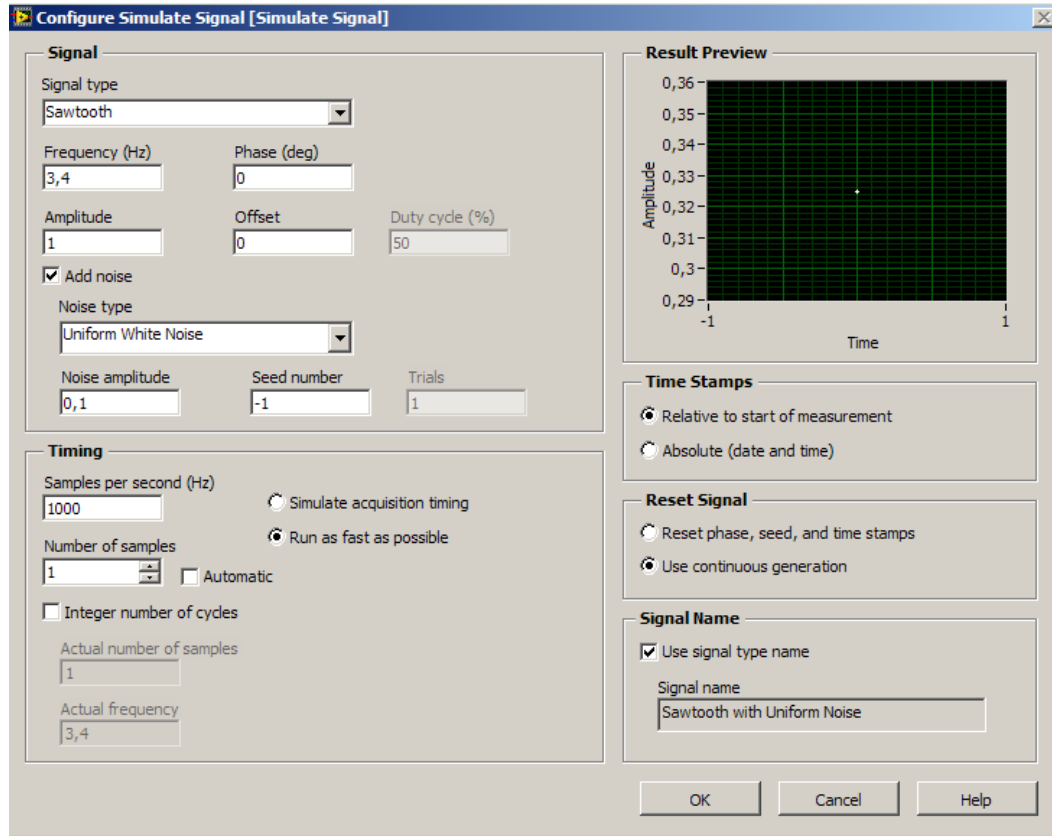 Configure Simulate Signal [Simulate Signal]
Signal
Signal type
Sawtooth
Frequency (Hz) Phase (deg)
3,4 0
Amplitude Offset Duty cycle (%)
1 0 50
Add noise
Noise type
Uniform White Noise
Noise amplitude Seed number Trials
0,1 -1 1
Timing
Samples per second (Hz)
1000
Simulate acquisition timing
Run as fast as possible
Number of samples
1
Automatic
Integer number of cycles
Actual number of samples
1
Actual frequency
3,4
Result Preview
0,36
0,35
0,34
0,33
0,32
0,31
0,3
0,29
Amplitude
-1 1
Time
Time Stamps
Relative to start of measurement
Absolute (date and time)
Reset Signal
Reset phase, seed, and time stamps
Use continuous generation
Signal Name
Use signal type name
Signal name
Sawtooth with Uniform Noise
OK Cancel Help